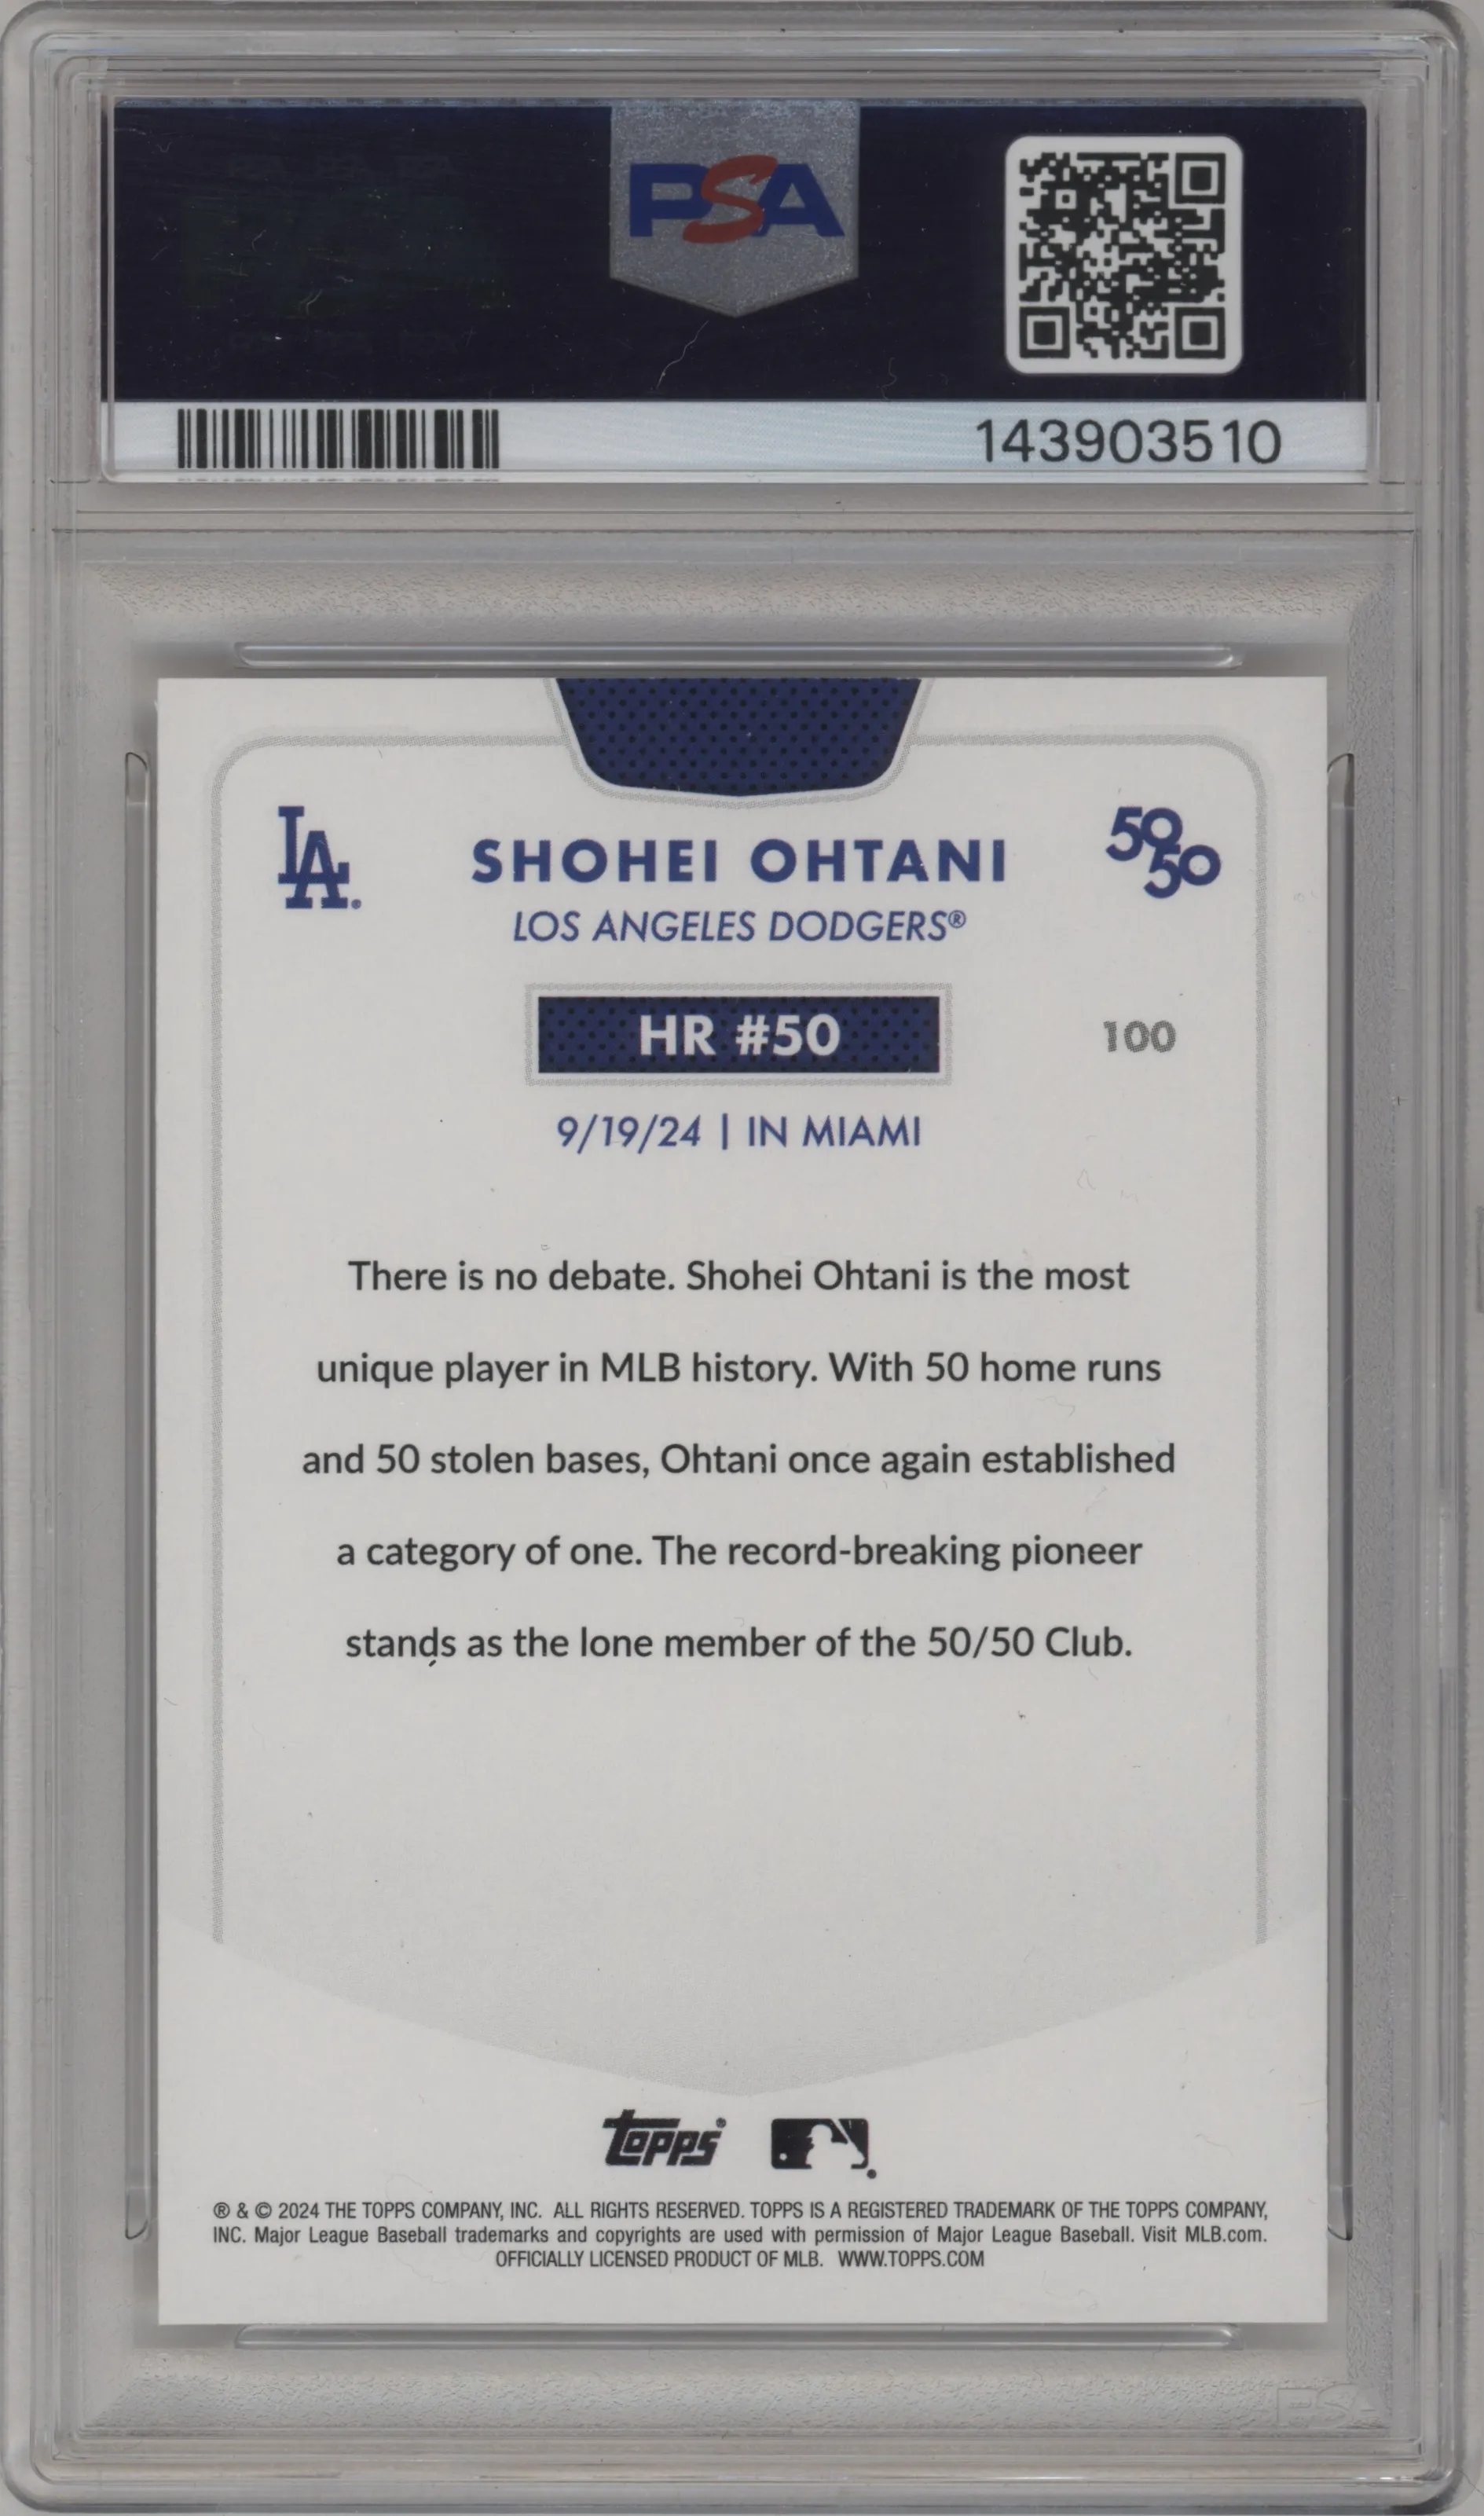 PSA
143903510
LA
SHOHEI OHTANI
50/50
LOS ANGELES DODGERS®
HR #50
100
9/19/24 | IN MIAMI
There is no debate. Shohei Ohtani is the most
unique player in MLB history. With 50 home runs
and 50 stolen bases, Ohtani once again established
a category of one. The record-breaking pioneer
stands as the lone member of the 50/50 Club.
topps®
® & © 2024 THE TOPPS COMPANY, INC. ALL RIGHTS RESERVED. TOPPS IS A REGISTERED TRADEMARK OF THE TOPPS COMPANY,
INC. Major League Baseball trademarks and copyrights are used with permission of Major League Baseball. Visit MLB.com.
OFFICIALLY LICENSED PRODUCT OF MLB. WWW.TOPPS.COM
PSA